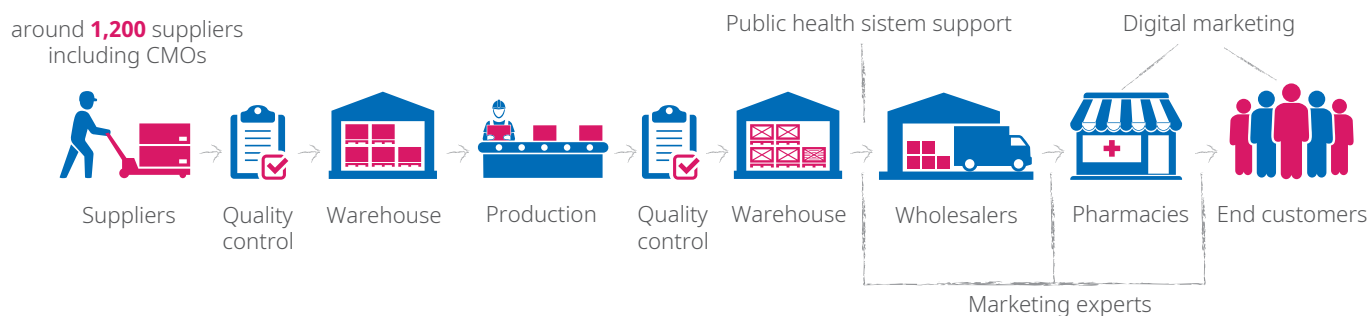 around 1,200 suppliers
including CMOs
Public health sistem support
Digital marketing
Suppliers
Quality
control
Warehouse
Production
Quality
control
Warehouse
Wholesalers
Pharmacies
End customers
Marketing experts